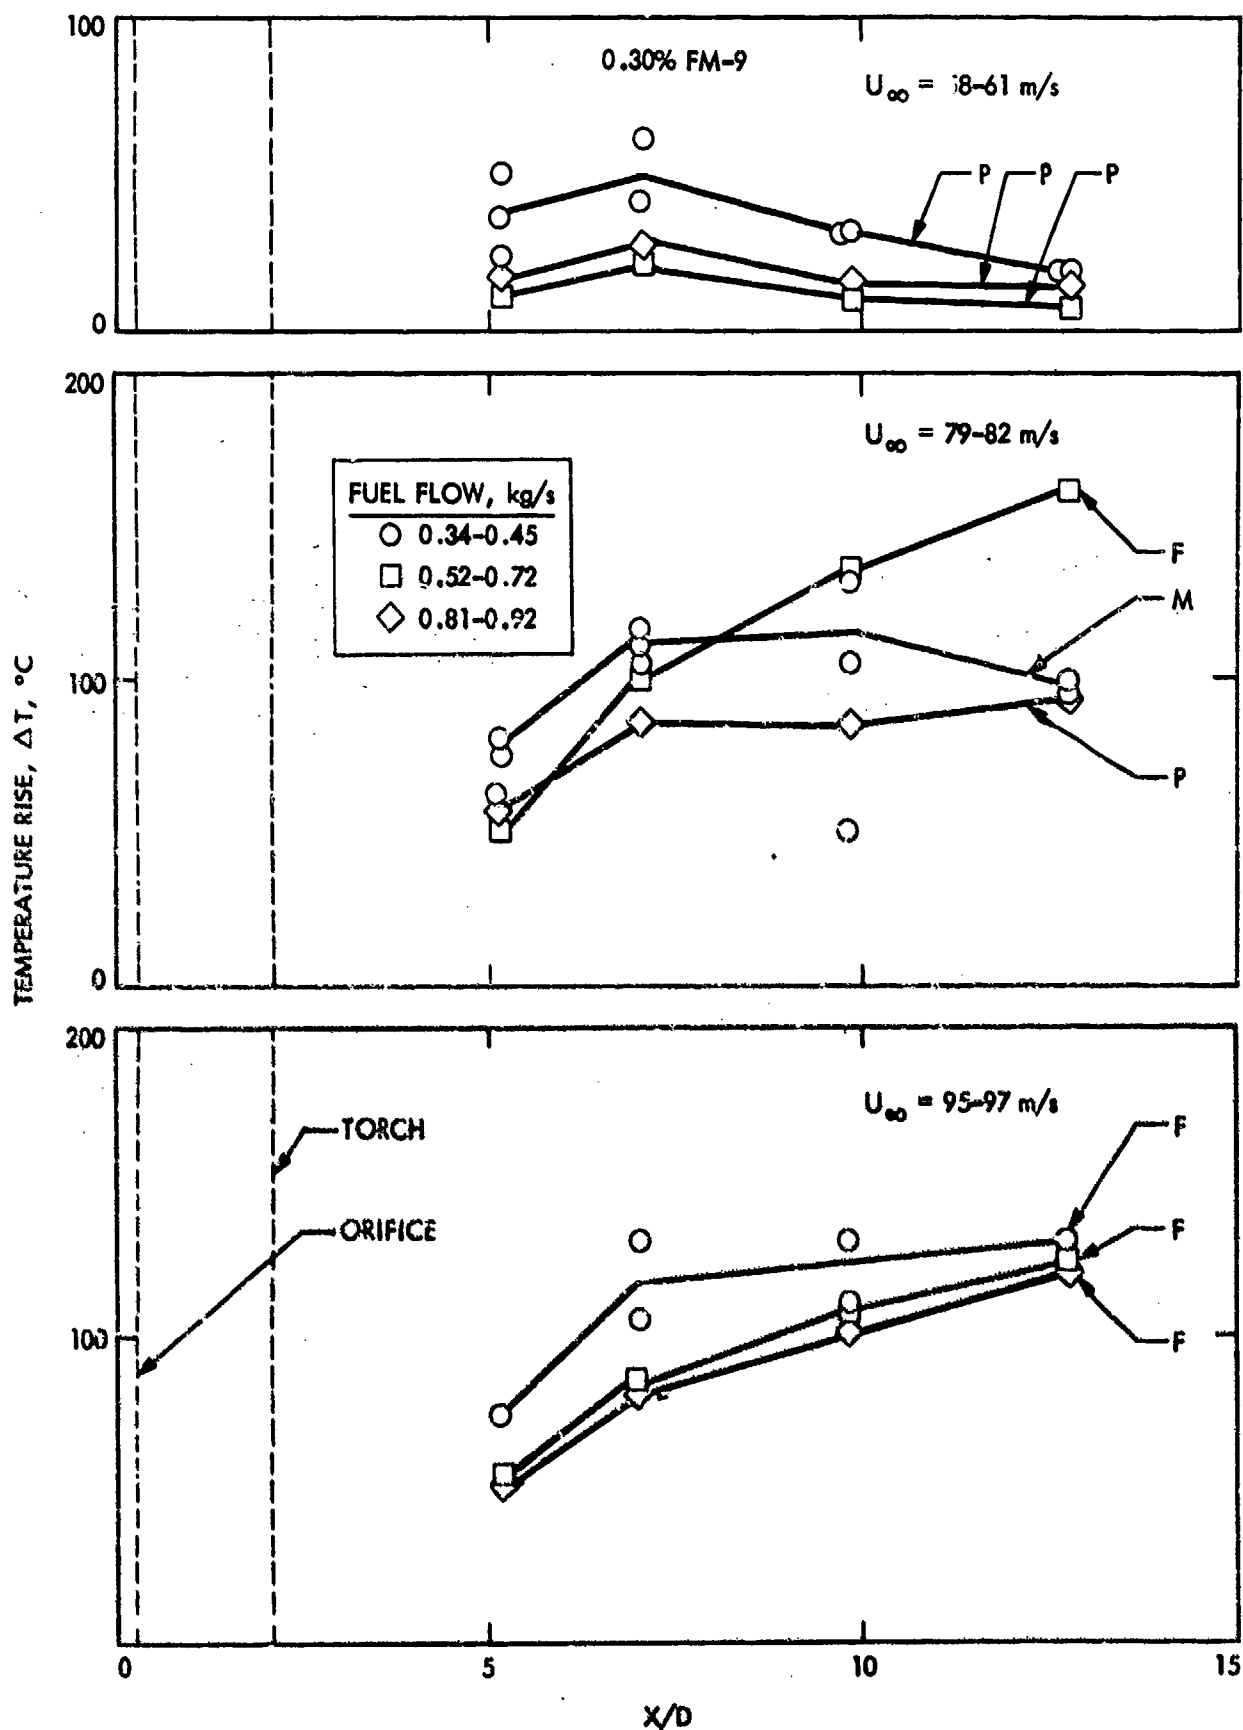 100
0.30% FM-9
U∞ = 58-61 m/s
P P P
0
200
U∞ = 79-82 m/s
FUEL FLOW, kg/s
0.34-0.45
0.52-0.72
0.81-0.92
F
M
100
P
0
TEMPERATURE RISE, ΔT, °C
200
U∞ = 95-97 m/s
TORCH
F
ORIFICE
F
100
F
0 5 10 15
X/D